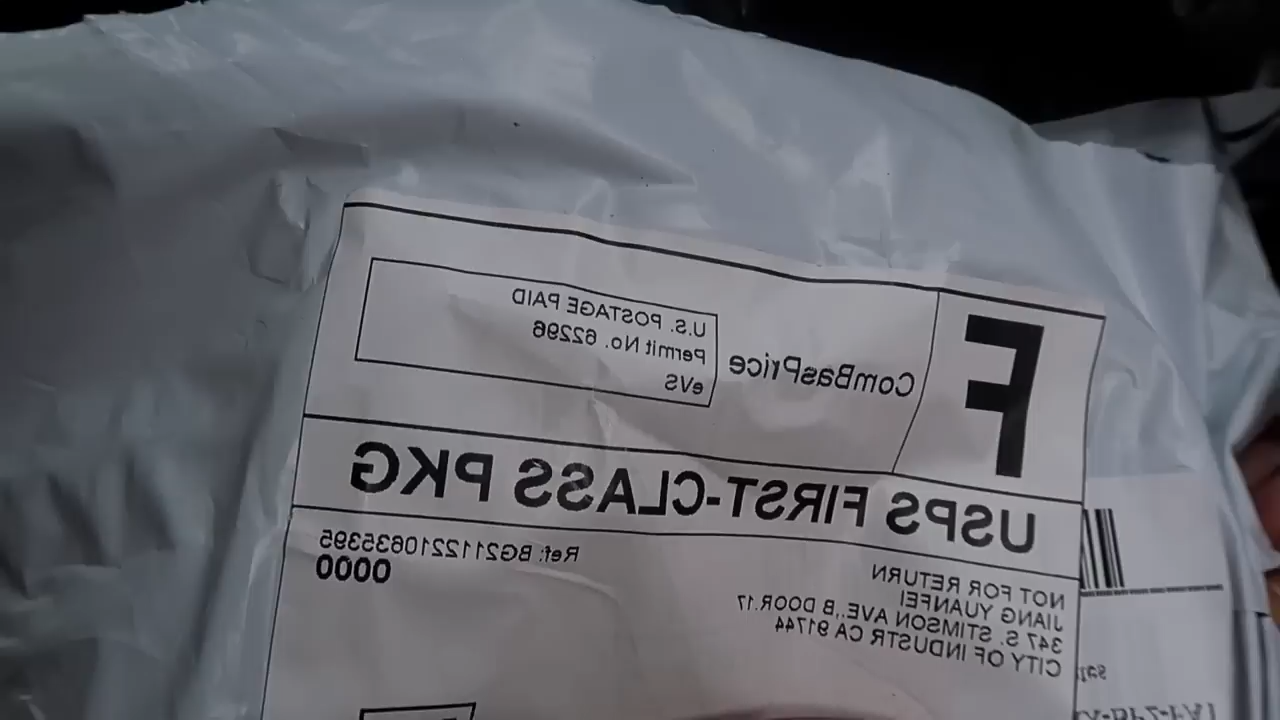 F
ComBasPrice
U.S. POSTAGE PAID
Permit No. 62296
eVS
USPS FIRST-CLASS PKG
NOT FOR RETURN
JIANG YUANFEI
347 S. STIMSON AVE.,B DOOR.17
CITY OF INDUSTR CA 91744
Ref: BG2112210635395
0000